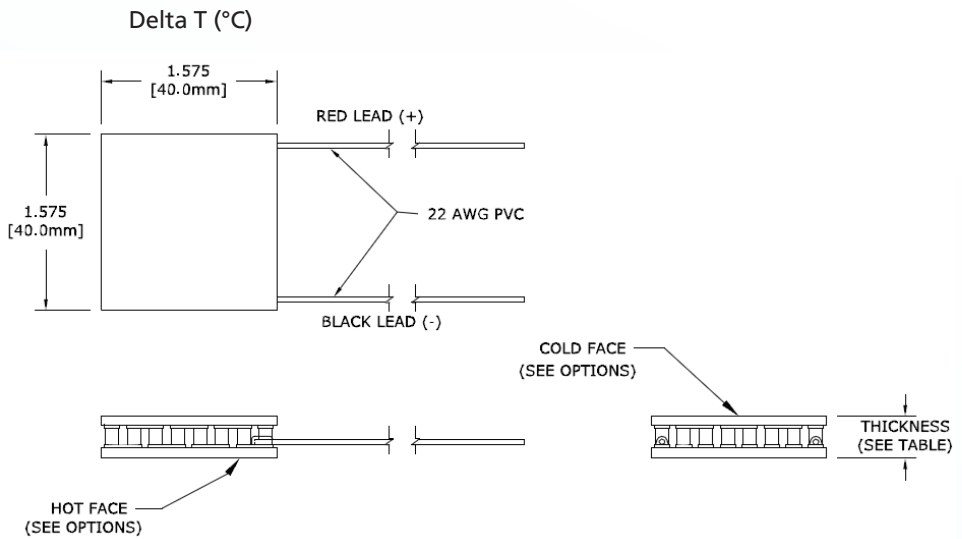 Delta T (°C)
1.575
[40.0mm]
RED LEAD (+)
1.575
[40.0mm]
22 AWG PVC
BLACK LEAD (-)
COLD FACE
(SEE OPTIONS)
THICKNESS
(SEE TABLE)
HOT FACE
(SEE OPTIONS)